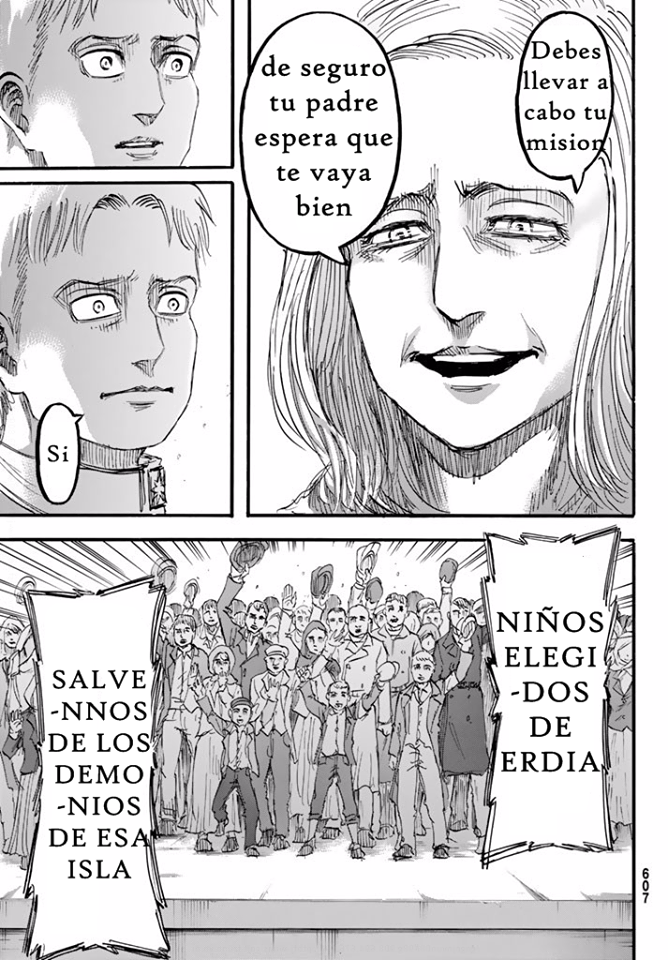 Debes
llevar a
cabo tu
mision
de seguro
tu padre
espera que
te vaya
bien
Si
NIÑOS
ELEGI
-DOS
DE
ERDIA
SALVE
-NNOS
DE LOS
DEMO
-NIOS
DE ESA
ISLA
607